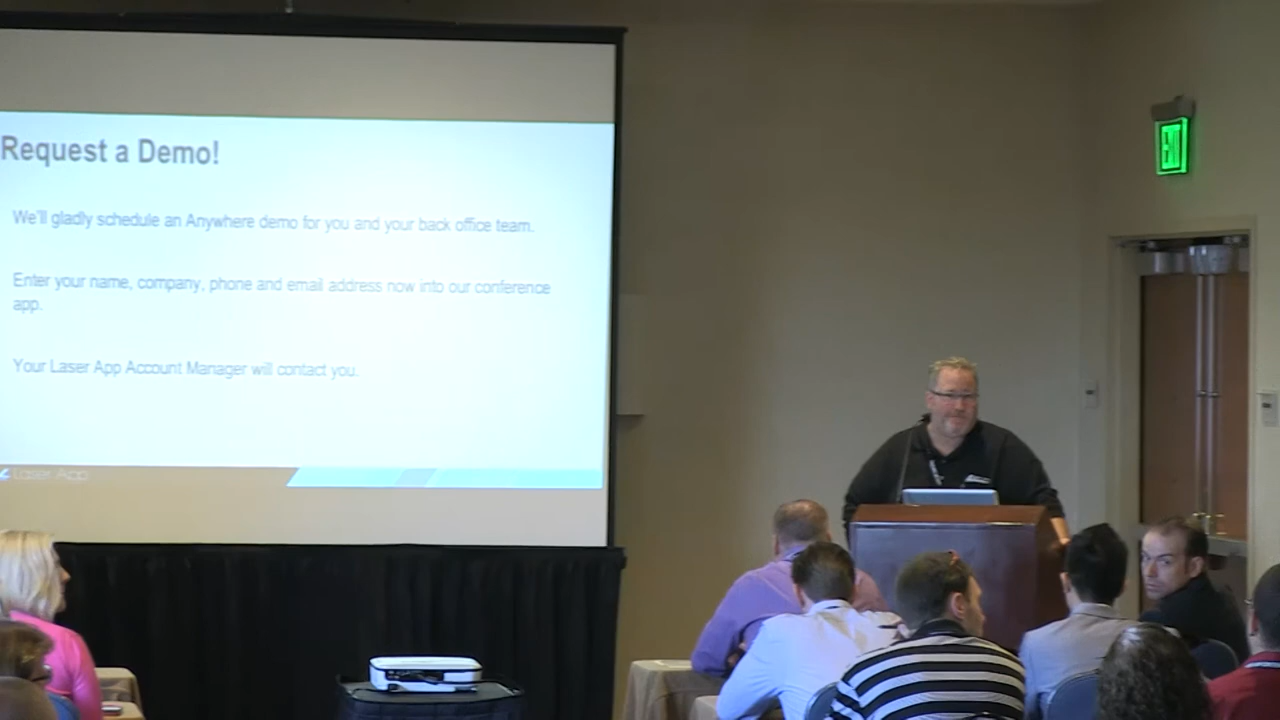 Request a Demo!
We'll gladly schedule an Anywhere demo for you and your back office team.
Enter your name, company, phone and email address now into our conference
app.
Your Laser App Account Manager will contact you.
Laser App